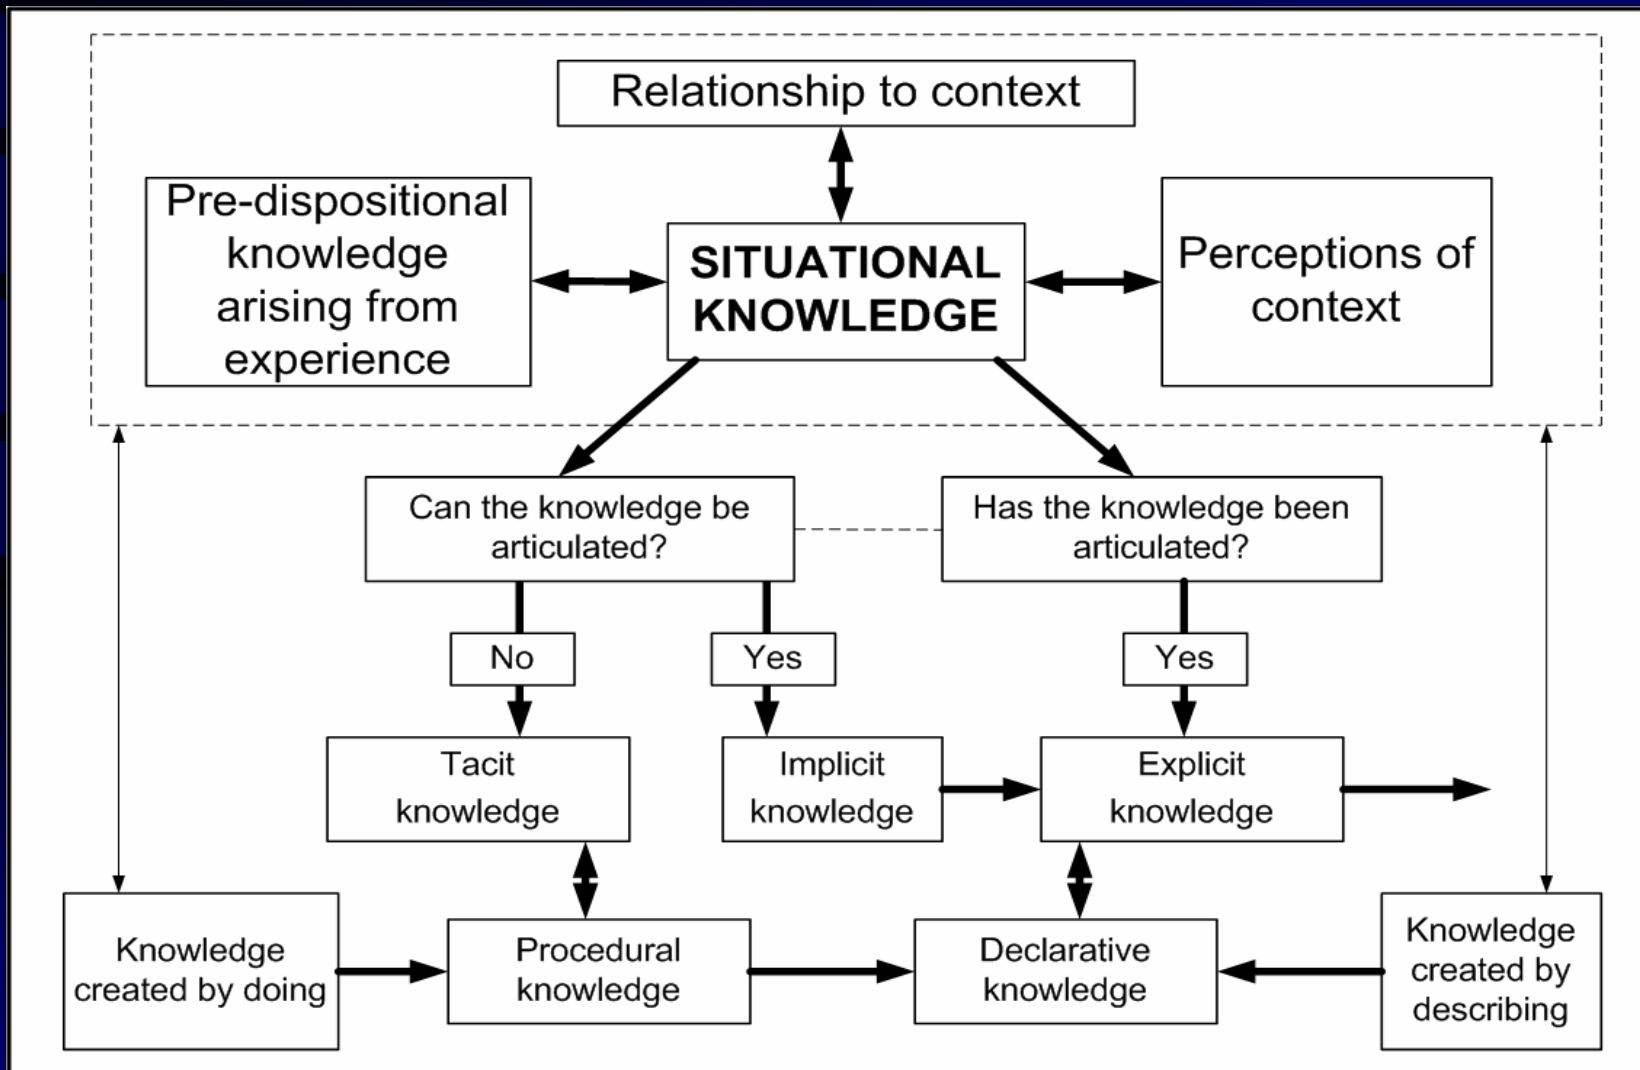 Relationship to context
Pre-dispositional
knowledge
arising from
experience
SITUATIONAL
KNOWLEDGE
Perceptions of
context
Can the knowledge be
articulated?
Has the knowledge been
articulated?
No
Yes
Yes
Tacit
knowledge
Implicit
knowledge
Explicit
knowledge
Knowledge
created by doing
Procedural
knowledge
Declarative
knowledge
Knowledge
created by
describing